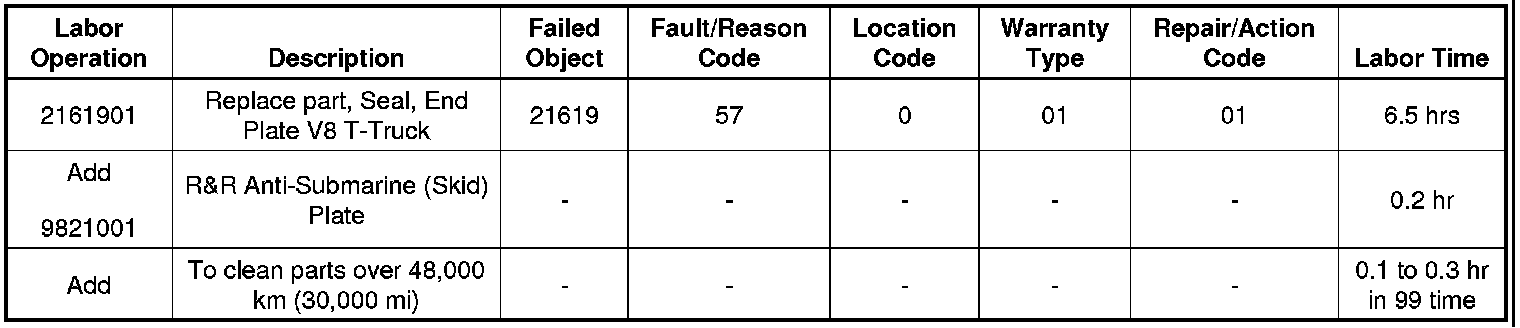 Labor Operation Description Failed Object Fault/Reason Code Location Code Warranty Type Repair/Action Code Labor Time
2161901 Replace part, Seal, End Plate V8 T-Truck 21619 57 0 01 01 6.5 hrs
Add 9821001 R&R Anti-Submarine (Skid) Plate - - - - - 0.2 hr
Add To clean parts over 48,000 km (30,000 mi) - - - - - 0.1 to 0.3 hr in 99 time